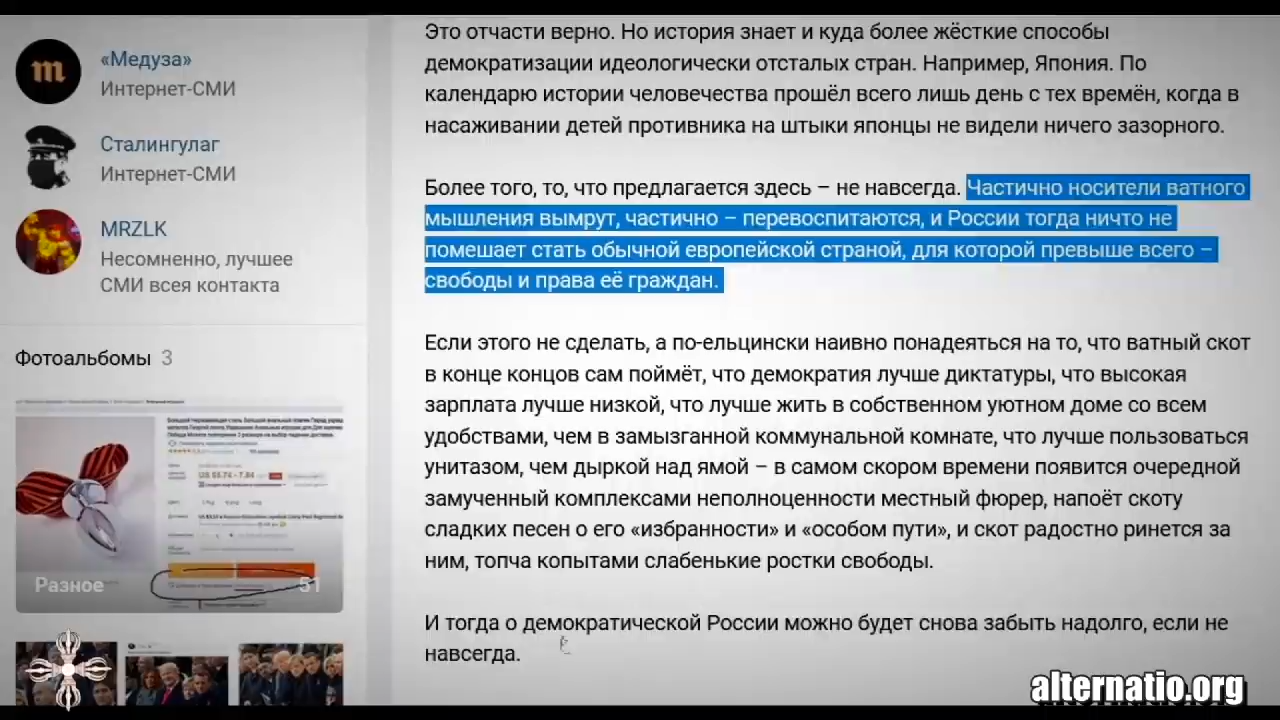 «Медуза»
Интернет-СМИ
Сталингулаг
Интернет-СМИ
MRZLK
Несомненно, лучшее
СМИ всея контакта
Фотоальбомы 3
Разное 51
Это отчасти верно. Но история знает и куда более жёсткие способы
демократизации идеологически отсталых стран. Например, Япония. По
календарю истории человечества прошёл всего лишь день с тех времён, когда в
насаживании детей противника на штыки японцы не видели ничего зазорного.
Более того, то, что предлагается здесь – не навсегда. Частично носители ватного
мышления вымрут, частично – перевоспитаются, и России тогда ничто не
помешает стать обычной европейской страной, для которой превыше всего –
свободы и права её граждан.
Если этого не сделать, а по-ельцински наивно понадеяться на то, что ватный скот
в конце концов сам поймёт, что демократия лучше диктатуры, что высокая
зарплата лучше низкой, что лучше жить в собственном уютном доме со всем
удобствами, чем в замызганной коммунальной комнате, что лучше пользоваться
унитазом, чем дыркой над ямой – в самом скором времени появится очередной
замученный комплексами неполноценности местный фюрер, напоёт скоту
сладких песен о его «избранности» и «особом пути», и скот радостно ринется за
ним, топча копытами слабенькие ростки свободы.
И тогда о демократической России можно будет снова забыть надолго, если не
навсегда.
alternatio.org